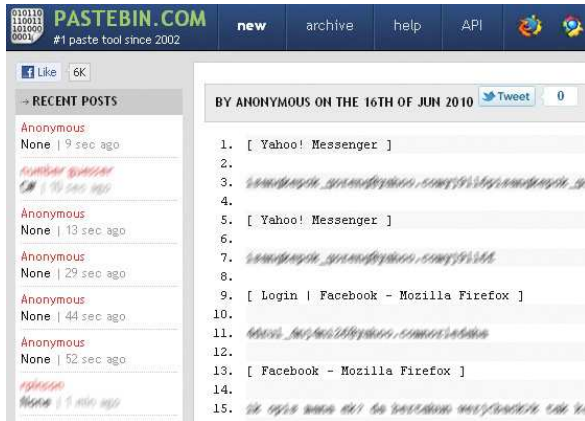 010110
110011
101000
0001
PASTEBIN.COM
#1 paste tool since 2002
new archive help API
Like 6K
→ RECENT POSTS
Anonymous
None | 9 sec ago
Anonymous
None | 13 sec ago
Anonymous
None | 29 sec ago
Anonymous
None | 44 sec ago
Anonymous
None | 52 sec ago
BY ANONYMOUS ON THE 16TH OF JUN 2010 Tweet 0
1. [ Yahoo! Messenger ]
2.
3.
4.
5. [ Yahoo! Messenger ]
6.
7.
8.
9. [ Login | Facebook - Mozilla Firefox ]
10.
11.
12.
13. [ Facebook - Mozilla Firefox ]
14.
15.